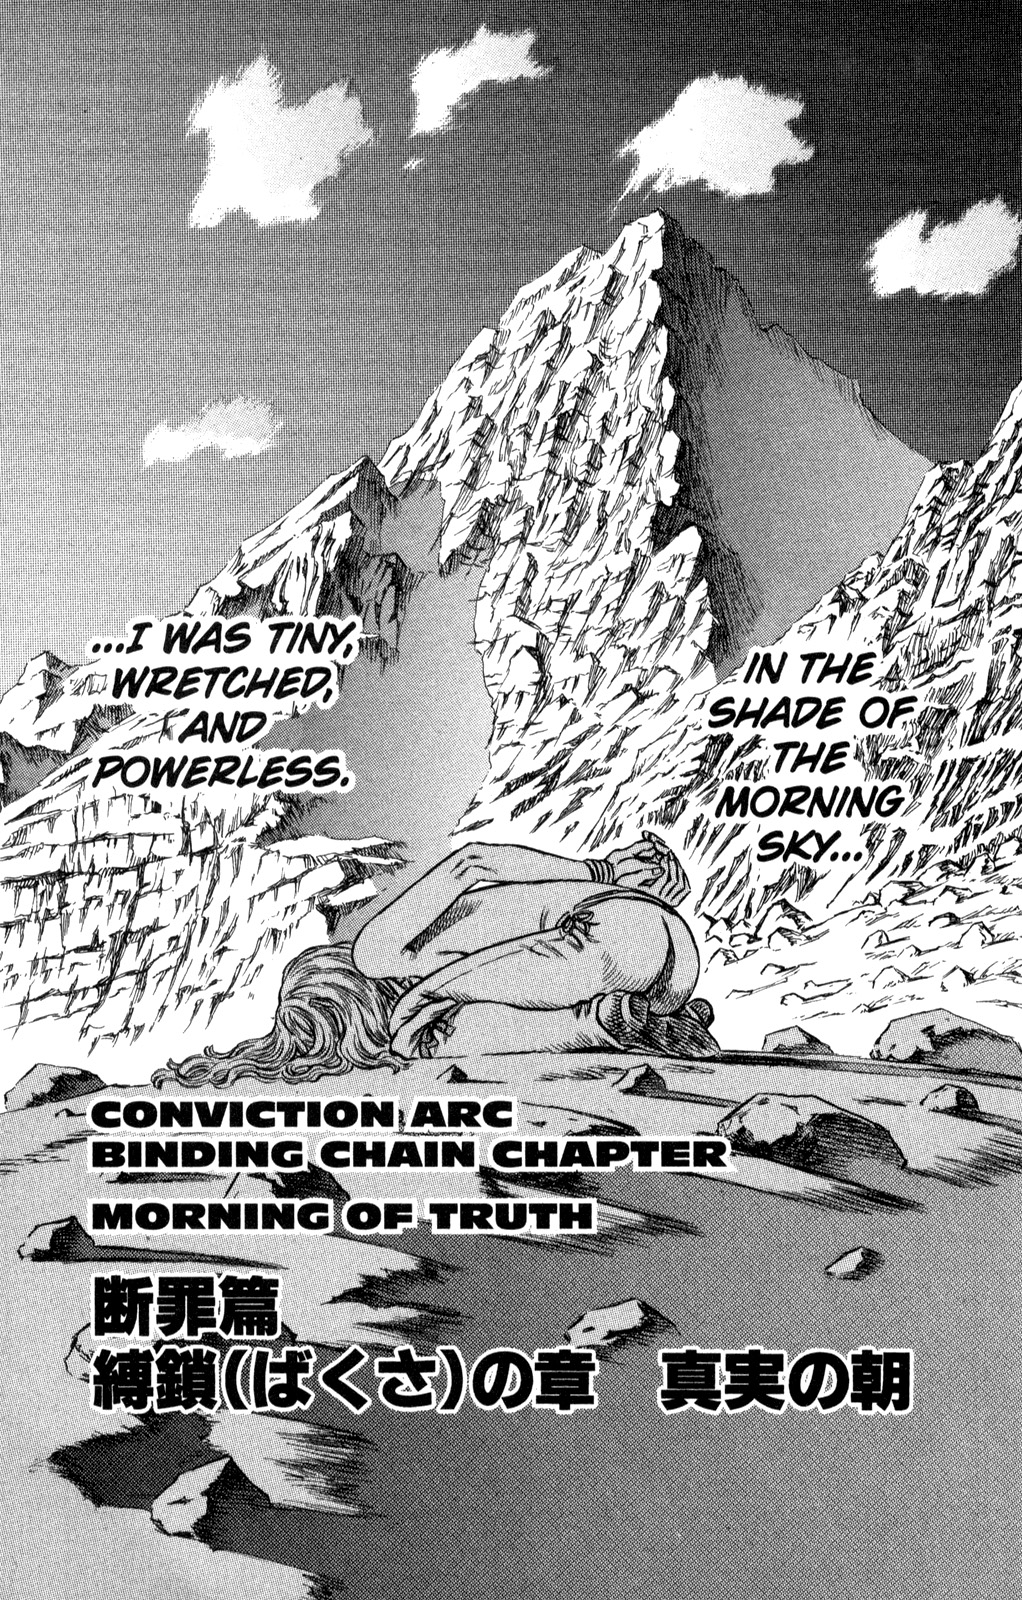 IN THE
SHADE OF
THE
MORNING
SKY...
...I WAS TINY,
WRETCHED,
AND
POWERLESS.
CONVICTION ARC
BINDING CHAIN CHAPTER
MORNING OF TRUTH
断罪篇
縛鎖(ばくさ)の章　真実の朝